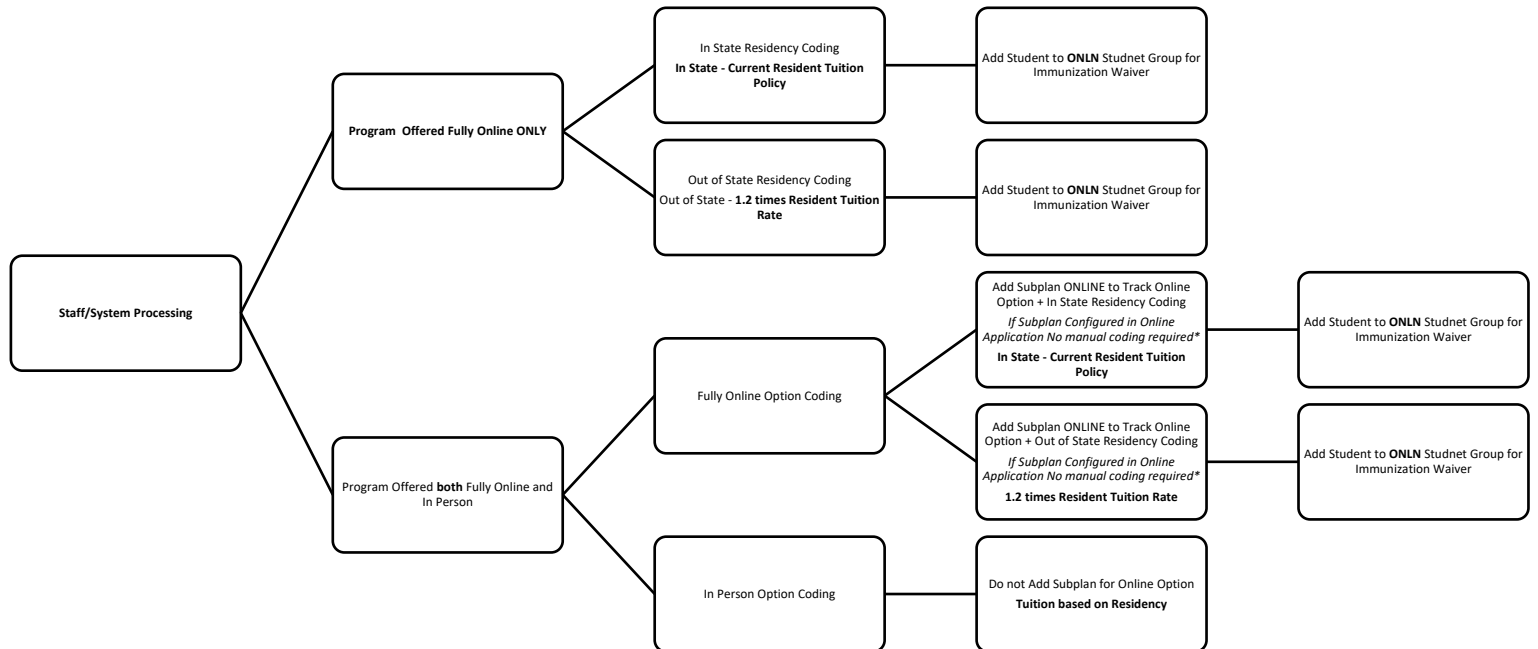 Staff/System Processing
Program Offered Fully Online ONLY
In State Residency Coding
In State - Current Resident Tuition
Policy
Add Student to ONLN Studnet Group for
Immunization Waiver
Out of State Residency Coding
Out of State - 1.2 times Resident Tuition
Rate
Add Student to ONLN Studnet Group for
Immunization Waiver
Program Offered both Fully Online and
In Person
Fully Online Option Coding
Add Subplan ONLINE to Track Online
Option + In State Residency Coding
If Subplan Configured in Online
Application No manual coding required*
In State - Current Resident Tuition
Policy
Add Student to ONLN Studnet Group for
Immunization Waiver
Add Subplan ONLINE to Track Online
Option + Out of State Residency Coding
If Subplan Configured in Online
Application No manual coding required*
1.2 times Resident Tuition Rate
Add Student to ONLN Studnet Group for
Immunization Waiver
In Person Option Coding
Do not Add Subplan for Online Option
Tuition based on Residency